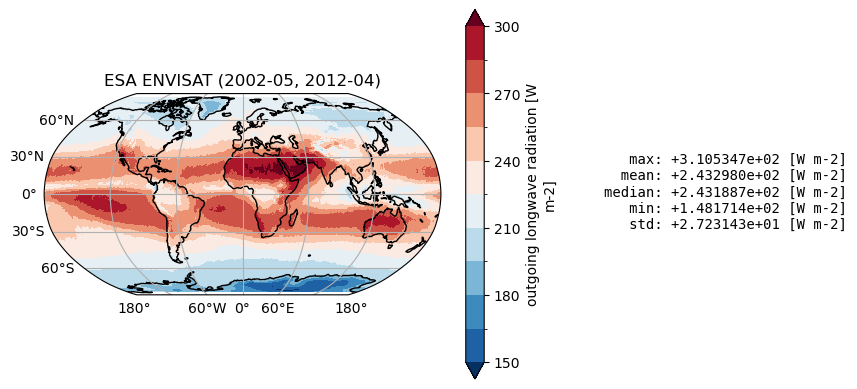 ESA ENVISAT (2002-05, 2012-04)
60°N
30°N
0°
30°S
60°S
180°
60°W
0°
60°E
180°
300
270
240
210
180
150
outgoing longwave radiation [W
m-2]
max: +3.105347e+02 [W m-2]
mean: +2.432980e+02 [W m-2]
median: +2.431887e+02 [W m-2]
min: +1.481714e+02 [W m-2]
std: +2.723143e+01 [W m-2]